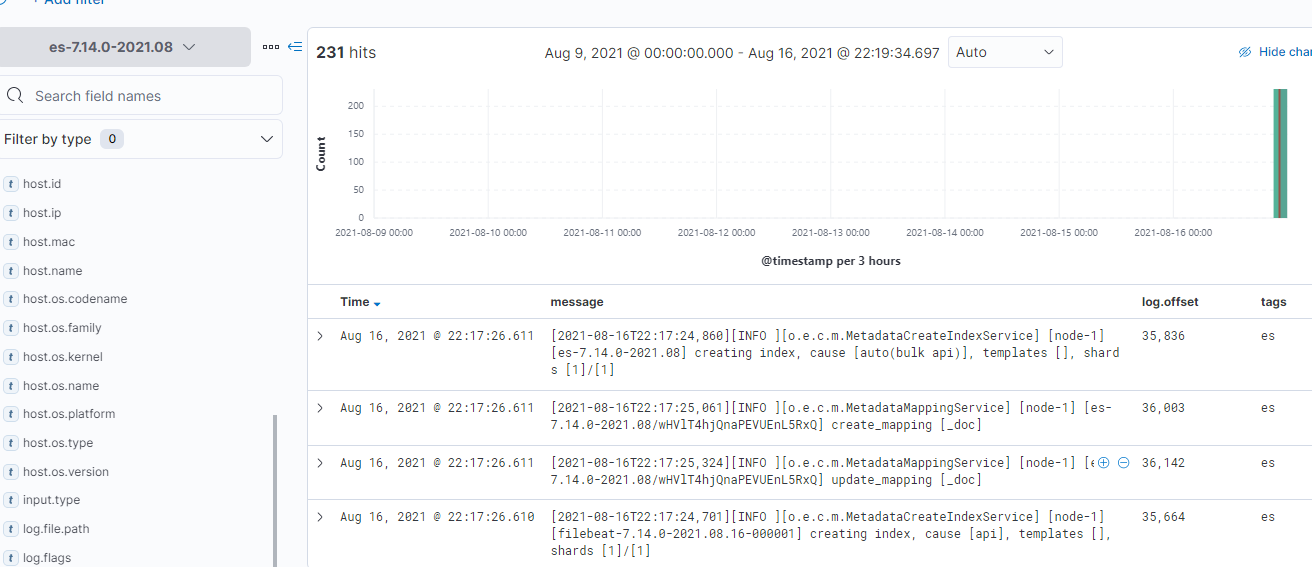 + Add filter
es-7.14.0-2021.08
Search field names
Filter by type 0
t host.id
t host.ip
t host.mac
t host.name
t host.os.codename
t host.os.family
t host.os.kernel
t host.os.name
t host.os.platform
t host.os.type
t host.os.version
t input.type
t log.file.path
t log.flags
231 hits
Aug 9, 2021 @ 00:00:00.000 - Aug 16, 2021 @ 22:19:34.697
Auto
Hide char
Count
200
150
100
50
0
2021-08-09 00:00
2021-08-10 00:00
2021-08-11 00:00
2021-08-12 00:00
2021-08-13 00:00
2021-08-14 00:00
2021-08-15 00:00
2021-08-16 00:00
@timestamp per 3 hours
Time message log.offset tags
Aug 16, 2021 @ 22:17:26.611 [2021-08-16T22:17:24,860][INFO ][o.e.c.m.MetadataCreateIndexService] [node-1] 35,836 es
[es-7.14.0-2021.08] creating index, cause [auto(bulk api)], templates [], shard
s [1]/[1]
Aug 16, 2021 @ 22:17:26.611 [2021-08-16T22:17:25,061][INFO ][o.e.c.m.MetadataMappingService] [node-1] [es- 36,003 es
7.14.0-2021.08/wHVlT4hjQnaPEVUEnL5RxQ] create_mapping [_doc]
Aug 16, 2021 @ 22:17:26.611 [2021-08-16T22:17:25,324][INFO ][o.e.c.m.MetadataMappingService] [node-1] [e 36,142 es
7.14.0-2021.08/wHVlT4hjQnaPEVUEnL5RxQ] update_mapping [_doc]
Aug 16, 2021 @ 22:17:26.610 [2021-08-16T22:17:24,701][INFO ][o.e.c.m.MetadataCreateIndexService] [node-1] 35,664 es
[filebeat-7.14.0-2021.08.16-000001] creating index, cause [api], templates [],
shards [1]/[1]